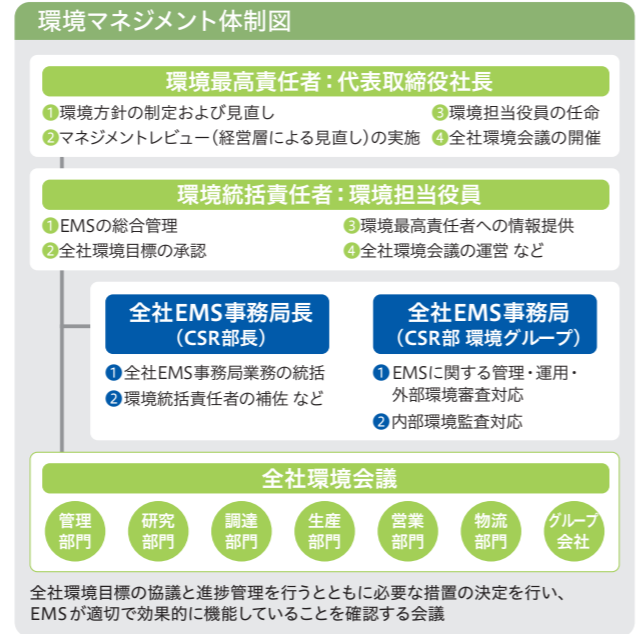 環境マネジメント体制図
環境最高責任者：代表取締役社長
❶環境方針の制定および見直し ❸環境担当役員の任命
❷マネジメントレビュー（経営層による見直し）の実施 ❹全社環境会議の開催
環境統括責任者：環境担当役員
❶EMSの総合管理 ❸環境最高責任者への情報提供
❷全社環境目標の承認 ❹全社環境会議の運営 など
全社EMS事務局長
（CSR部長）
❶全社EMS事務局業務の統括
❷環境統括責任者の補佐 など
全社EMS事務局
（CSR部 環境グループ）
❶EMSに関する管理・運用・
外部環境審査対応
❷内部環境監査対応
全社環境会議
管理
部門
研究
部門
調達
部門
生産
部門
営業
部門
物流
部門
グループ
会社
全社環境目標の協議と進捗管理を行うとともに必要な措置の決定を行い、
EMSが適切で効果的に機能していることを確認する会議